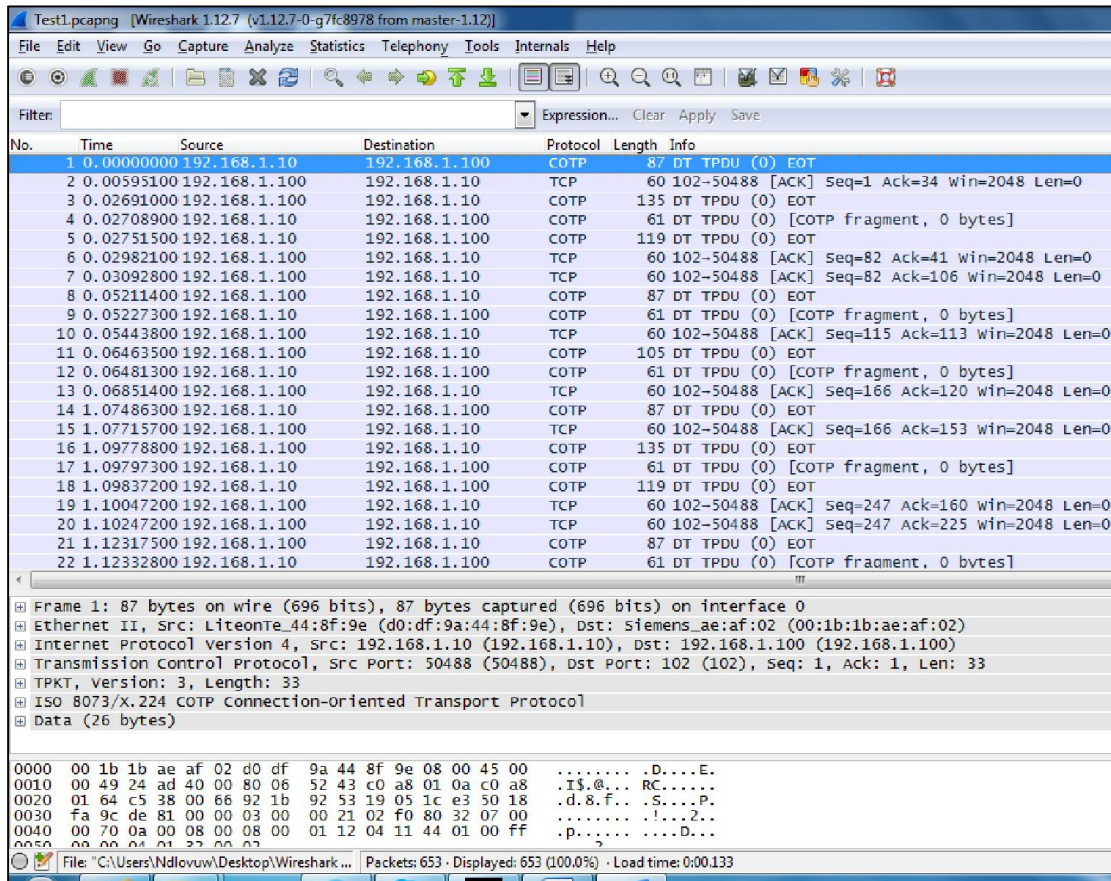 Test1.pcapng [Wireshark 1.12.7 (v1.12.7-0-g7fc8978 from master-1.12)]
File Edit View Go Capture Analyze Statistics Telephony Tools Internals Help
Filter: Expression... Clear Apply Save
No. Time Source Destination Protocol Length Info
1 0.00000000 192.168.1.10 192.168.1.100 COTP 87 DT TPDU (0) EOT
2 0.00595100 192.168.1.100 192.168.1.10 TCP 60 102→50488 [ACK] Seq=1 Ack=34 Win=2048 Len=0
3 0.02691000 192.168.1.100 192.168.1.10 COTP 135 DT TPDU (0) EOT
4 0.02708900 192.168.1.10 192.168.1.100 COTP 61 DT TPDU (0) [COTP fragment, 0 bytes]
5 0.02751500 192.168.1.10 192.168.1.100 COTP 119 DT TPDU (0) EOT
6 0.02982100 192.168.1.100 192.168.1.10 TCP 60 102→50488 [ACK] Seq=82 Ack=41 Win=2048 Len=0
7 0.03092800 192.168.1.100 192.168.1.10 TCP 60 102→50488 [ACK] Seq=82 Ack=106 Win=2048 Len=0
8 0.05211400 192.168.1.100 192.168.1.10 COTP 87 DT TPDU (0) EOT
9 0.05227300 192.168.1.10 192.168.1.100 COTP 61 DT TPDU (0) [COTP fragment, 0 bytes]
10 0.05443800 192.168.1.100 192.168.1.10 TCP 60 102→50488 [ACK] Seq=115 Ack=113 Win=2048 Len=0
11 0.06463500 192.168.1.100 192.168.1.10 COTP 105 DT TPDU (0) EOT
12 0.06481300 192.168.1.10 192.168.1.100 COTP 61 DT TPDU (0) [COTP fragment, 0 bytes]
13 0.06851400 192.168.1.100 192.168.1.10 TCP 60 102→50488 [ACK] Seq=166 Ack=120 Win=2048 Len=0
14 1.07486300 192.168.1.10 192.168.1.100 COTP 87 DT TPDU (0) EOT
15 1.07715700 192.168.1.100 192.168.1.10 TCP 60 102→50488 [ACK] Seq=166 Ack=153 Win=2048 Len=0
16 1.09778800 192.168.1.100 192.168.1.10 COTP 135 DT TPDU (0) EOT
17 1.09797300 192.168.1.10 192.168.1.100 COTP 61 DT TPDU (0) [COTP fragment, 0 bytes]
18 1.09837200 192.168.1.10 192.168.1.100 COTP 119 DT TPDU (0) EOT
19 1.10047200 192.168.1.100 192.168.1.10 TCP 60 102→50488 [ACK] Seq=247 Ack=160 Win=2048 Len=0
20 1.10247200 192.168.1.100 192.168.1.10 TCP 60 102→50488 [ACK] Seq=247 Ack=225 Win=2048 Len=0
21 1.12317500 192.168.1.100 192.168.1.10 COTP 87 DT TPDU (0) EOT
22 1.12332800 192.168.1.10 192.168.1.100 COTP 61 DT TPDU (0) [COTP fragment, 0 bytes]
Frame 1: 87 bytes on wire (696 bits), 87 bytes captured (696 bits) on interface 0
Ethernet II, Src: LiteonTe_44:8f:9e (d0:df:9a:44:8f:9e), Dst: Siemens_ae:af:02 (00:1b:1b:ae:af:02)
Internet Protocol Version 4, Src: 192.168.1.10 (192.168.1.10), Dst: 192.168.1.100 (192.168.1.100)
Transmission Control Protocol, Src Port: 50488 (50488), Dst Port: 102 (102), Seq: 1, Ack: 1, Len: 33
TPKT, Version: 3, Length: 33
ISO 8073/X.224 COTP Connection-Oriented Transport Protocol
Data (26 bytes)
0000 00 1b 1b ae af 02 d0 df 9a 44 8f 9e 08 00 45 00 ........ .D....E.
0010 00 49 24 ad 40 00 80 06 52 43 c0 a8 01 0a c0 a8 .I$.@... RC......
0020 01 64 c5 38 00 66 92 1b 92 53 19 05 1c e3 50 18 .d.8.f.. .S....P.
0030 fa 9c de 81 00 00 03 00 00 21 02 f0 80 32 07 00 ........ .!...2..
0040 00 70 0a 00 08 00 08 00 01 12 04 11 44 01 00 ff .p...... ....D...
0050 09 00 04 01 32 00 02
File: "C:\Users\Ndlovuw\Desktop\Wireshark ... Packets: 653 · Displayed: 653 (100.0%) · Load time: 0:00.133